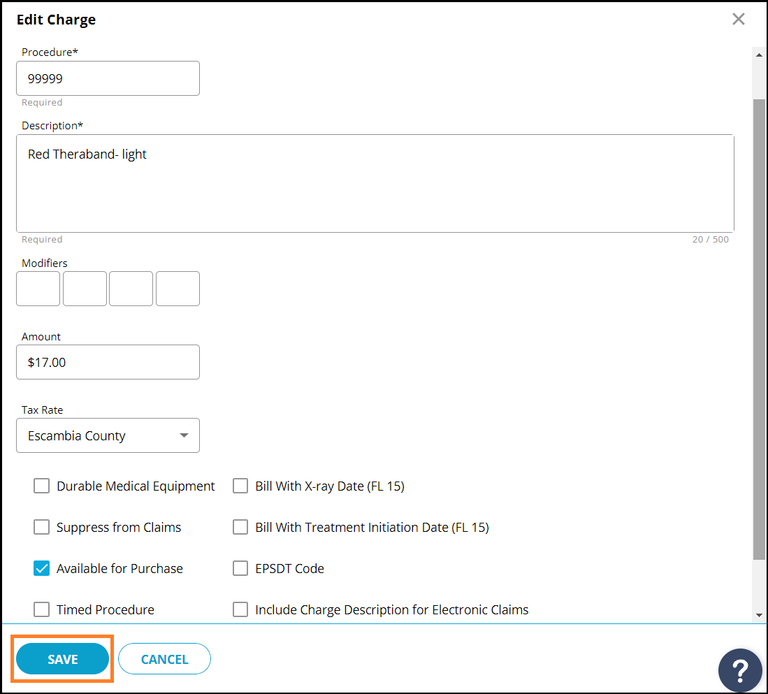 Edit Charge
Procedure*
99999
Required
Description*
Red Theraband- light
Required 20 / 500
Modifiers
Amount
$17.00
Tax Rate
Escambia County
Durable Medical Equipment Bill With X-ray Date (FL 15)
Suppress from Claims Bill With Treatment Initiation Date (FL 15)
Available for Purchase EPSDT Code
Timed Procedure Include Charge Description for Electronic Claims
SAVE CANCEL ?